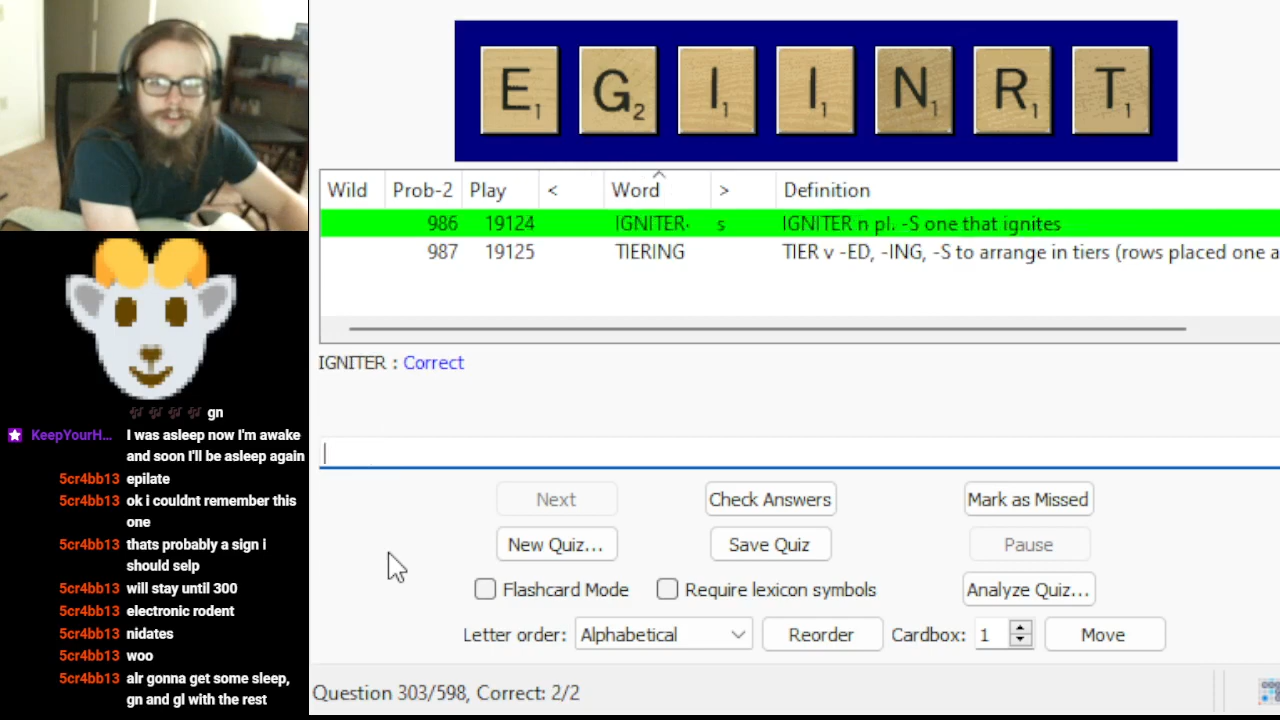 E1 G2 I1 I1 N1 R1 T1
Wild Prob-2 Play < Word > Definition
986 19124 IGNITER· s IGNITER n pl. -S one that ignites
987 19125 TIERING TIER v -ED, -ING, -S to arrange in tiers (rows placed one a
IGNITER : Correct
Next Check Answers Mark as Missed
New Quiz... Save Quiz Pause
Flashcard Mode Require lexicon symbols Analyze Quiz...
Letter order: Alphabetical Reorder Cardbox: 1 Move
Question 303/598, Correct: 2/2
gn
KeepYourH... I was asleep now I'm awake
and soon I'll be asleep again
5cr4bb13 epilate
5cr4bb13 ok i couldnt remember this
one
5cr4bb13 thats probably a sign i
should selp
5cr4bb13 will stay until 300
5cr4bb13 electronic rodent
5cr4bb13 nidates
5cr4bb13 woo
5cr4bb13 alr gonna get some sleep,
gn and gl with the rest